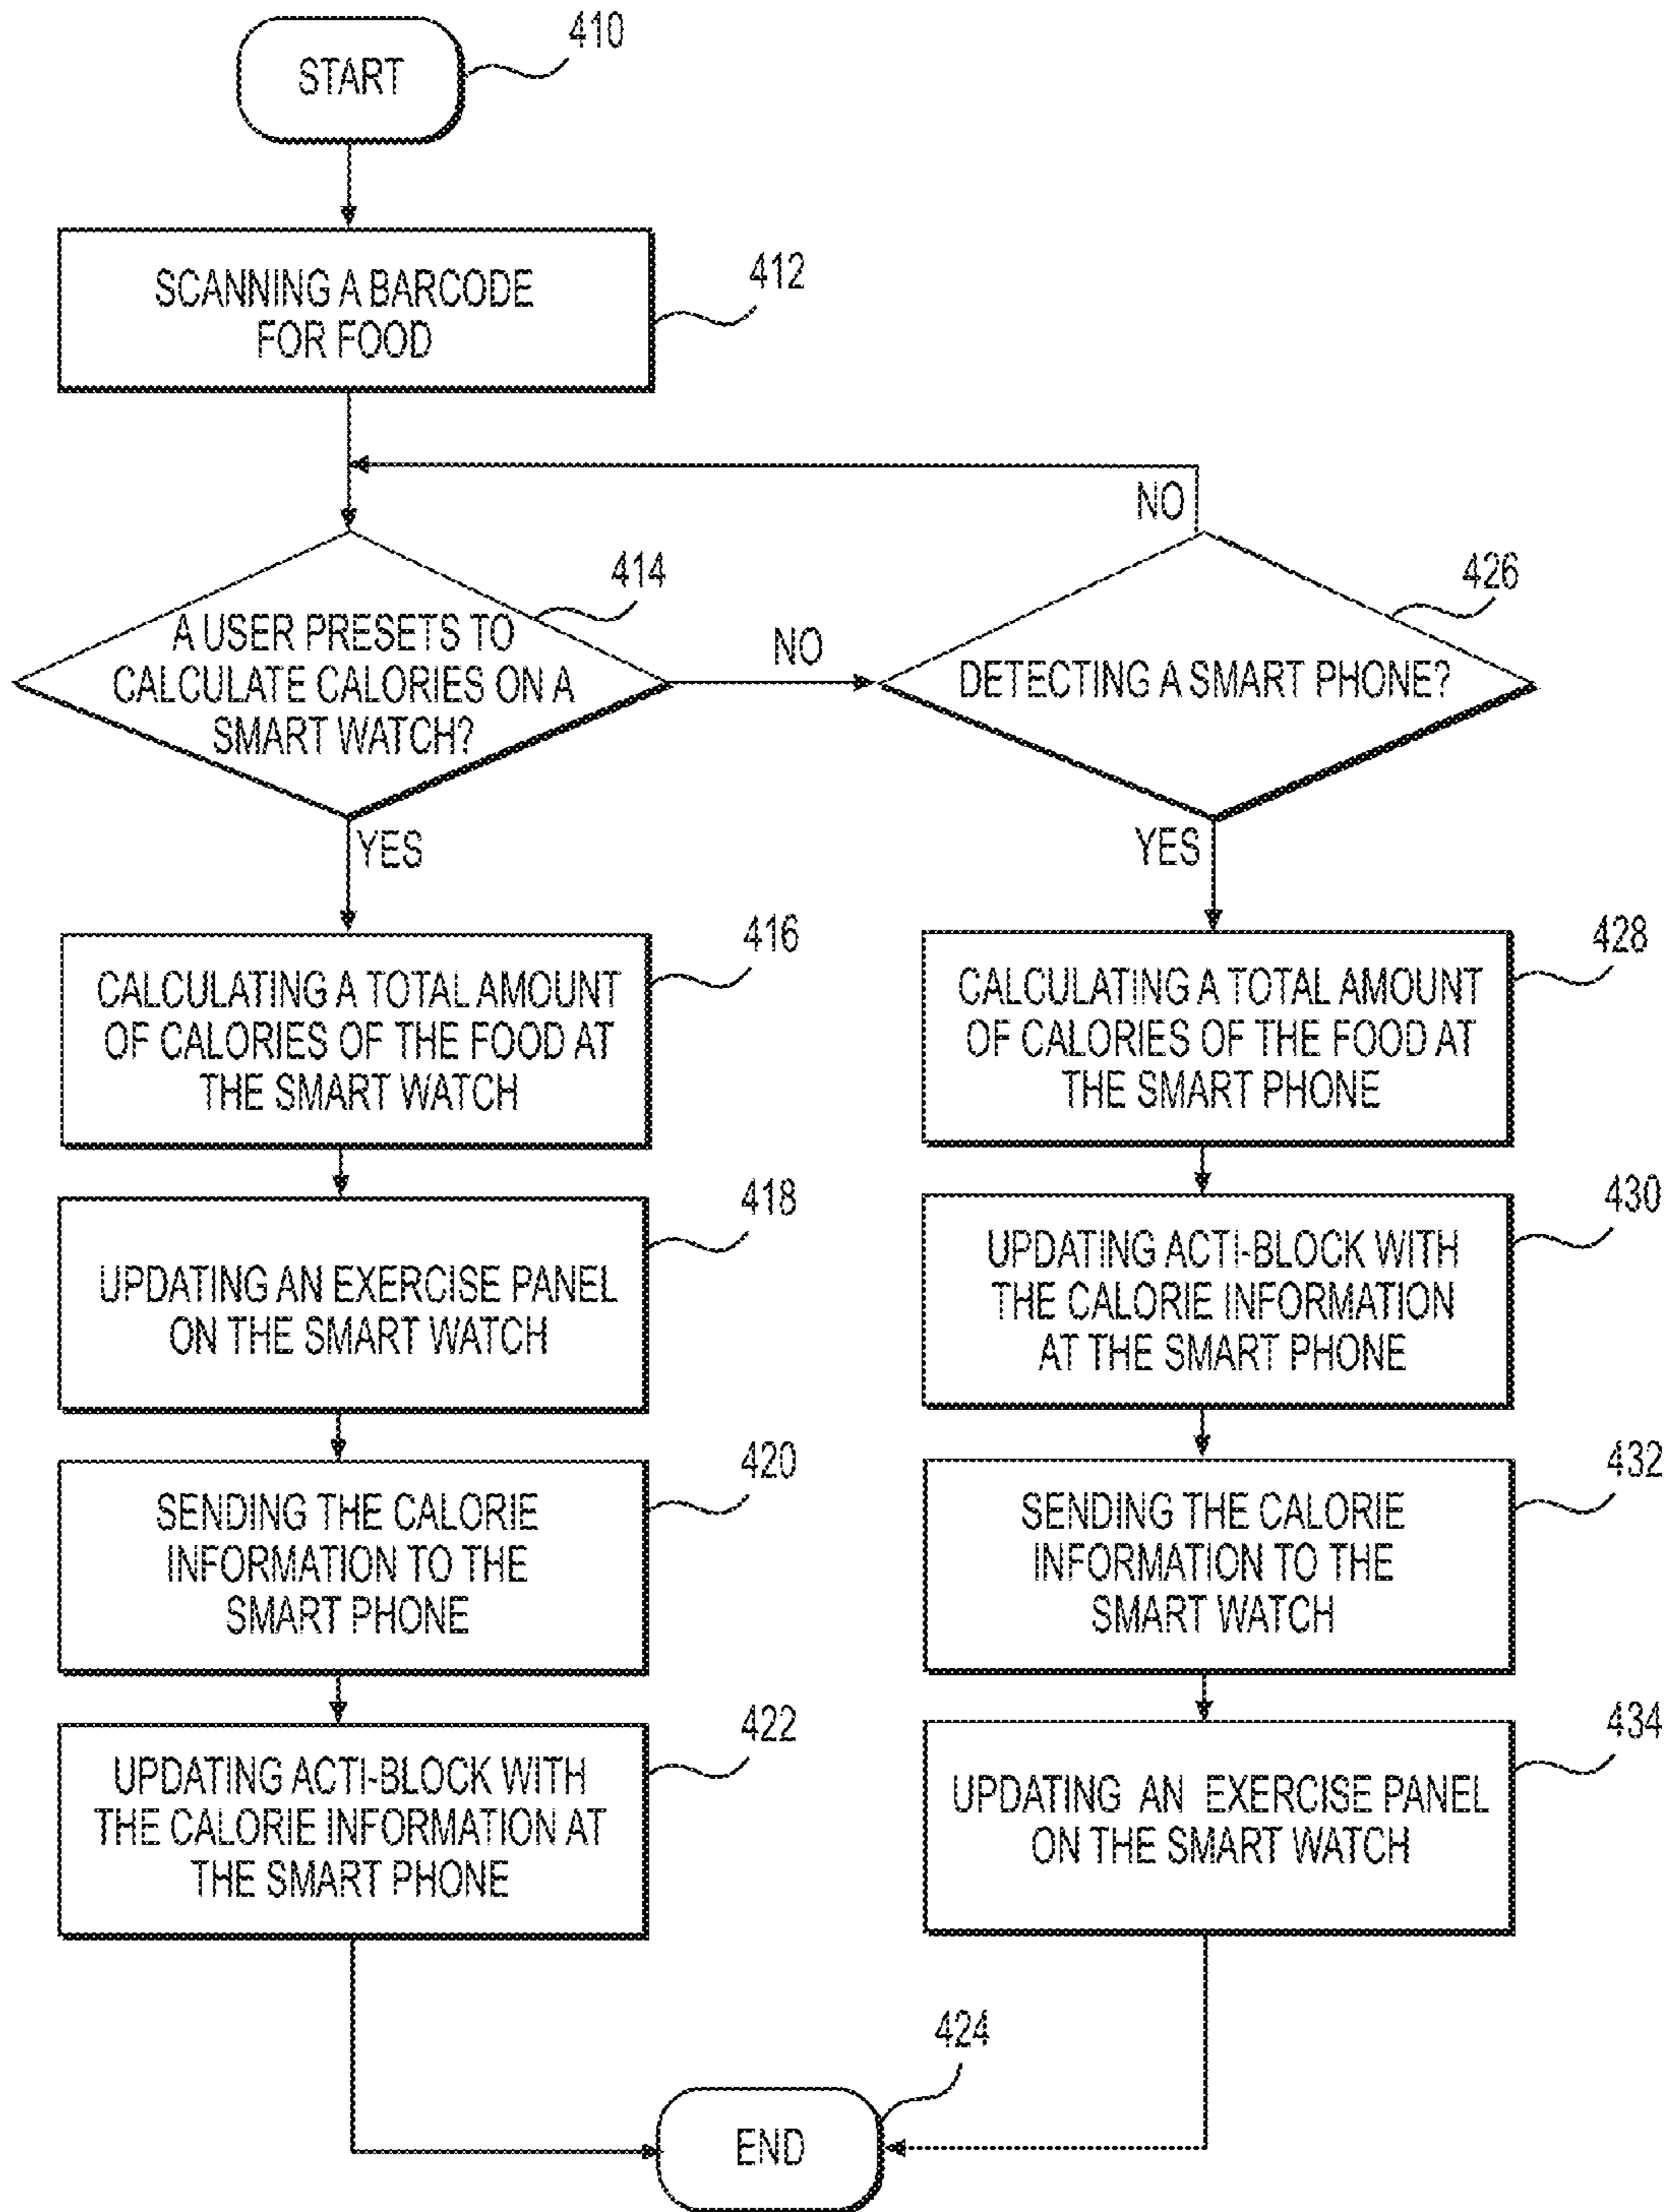 410
START
SCANNING A BARCODE
FOR FOOD
412
NO
414
A USER PRESETS TO
CALCULATE CALORIES ON A
SMART WATCH?
NO
426
DETECTING A SMART PHONE?
YES
YES
416
CALCULATING A TOTAL AMOUNT
OF CALORIES OF THE FOOD AT
THE SMART WATCH
428
CALCULATING A TOTAL AMOUNT
OF CALORIES OF THE FOOD AT
THE SMART PHONE
418
UPDATING AN EXERCISE PANEL
ON THE SMART WATCH
430
UPDATING ACTI-BLOCK WITH
THE CALORIE INFORMATION
AT THE SMART PHONE
420
SENDING THE CALORIE
INFORMATION TO THE
SMART PHONE
432
SENDING THE CALORIE
INFORMATION TO THE
SMART WATCH
422
UPDATING ACTI-BLOCK WITH
THE CALORIE INFORMATION AT
THE SMART PHONE
434
UPDATING AN EXERCISE PANEL
ON THE SMART WATCH
424
END